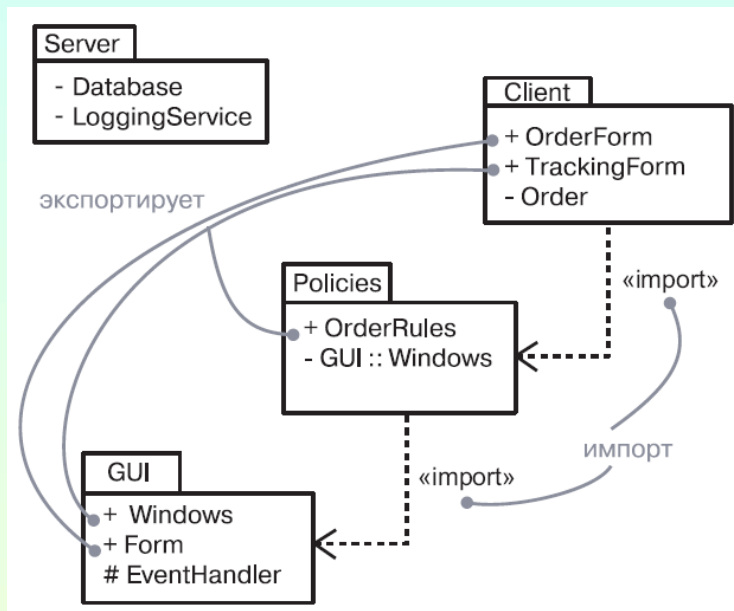 Server
- Database
- LoggingService
Client
+ OrderForm
+ TrackingForm
- Order
экспортирует
«import»
Policies
+ OrderRules
- GUI :: Windows
импорт
«import»
GUI
+ Windows
+ Form
# EventHandler